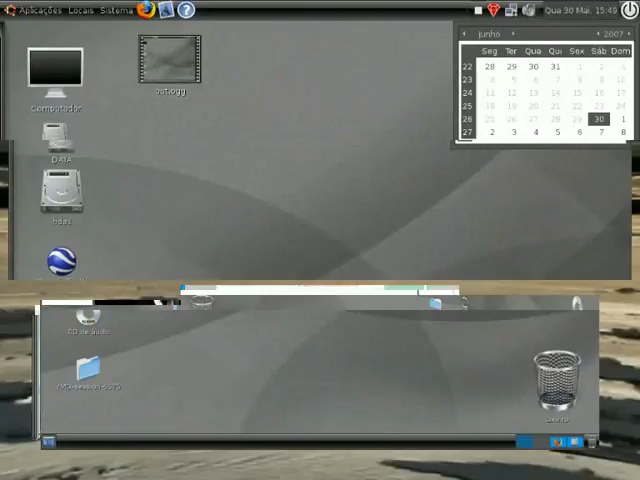 Aplicações Locais Sistema
Qua 30 Mai, 15:49
junho 2007
Seg Ter Qua Qui Sex Sáb Dom
22 28 29 30 31 1 2 3
23 4 5 6 7 8 9 10
24 11 12 13 14 15 16 17
25 18 19 20 21 22 23 24
26 25 26 27 28 29 30 1
27 2 3 4 5 6 7 8
out.ogg
Computador
DATA
hda1
CD de áudio